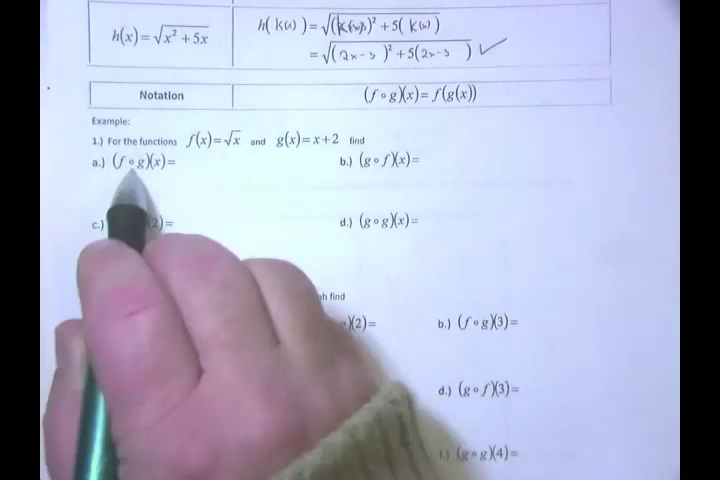 h(x) = √(x² + 5x)
h( k(x) ) = √((k(x))² + 5( k(x) ))
= √(( 2x-3 )² + 5(2x-3 )) ✓
Notation
(f ∘ g)(x) = f(g(x))
Example:
1.) For the functions f(x) = √x and g(x) = x + 2 find
a.) (f ∘ g)(x) =
b.) (g ∘ f)(x) =
c.) (2) =
d.) (g ∘ g)(x) =
find
)(2) =
b.) (f ∘ g)(3) =
d.) (g ∘ f)(3) =
f.) (g ∘ g)(4) =